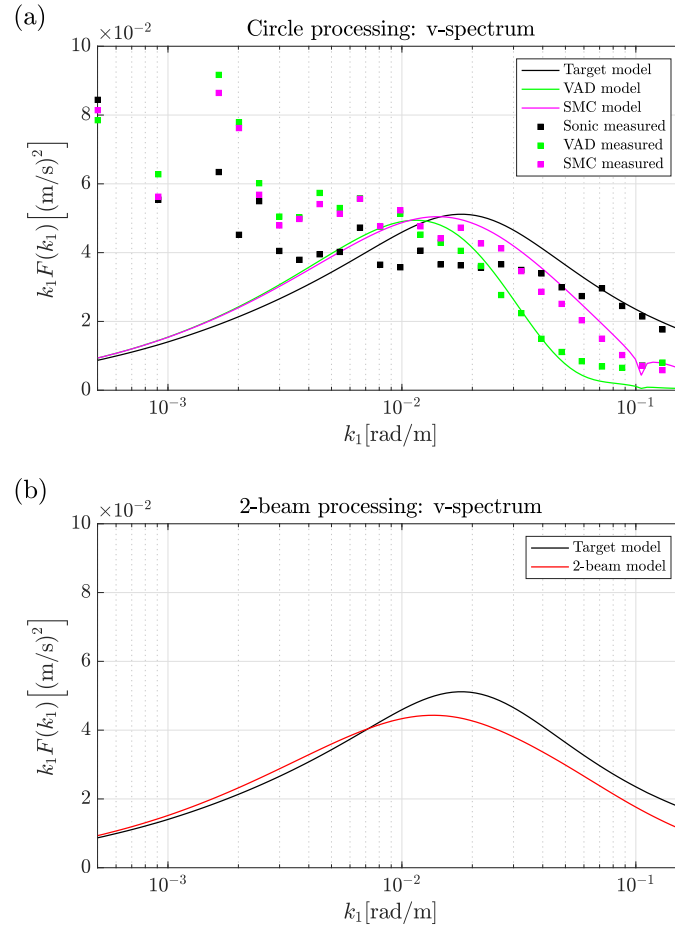 (a)
Circle processing: v-spectrum
×10⁻²
10
8
6
4
2
0
k₁F(k₁)[(m/s)²]
Target model
VAD model
SMC model
Sonic measured
VAD measured
SMC measured
10⁻³ 10⁻² 10⁻¹
k₁[rad/m]
(b)
2-beam processing: v-spectrum
×10⁻²
10
8
6
4
2
0
k₁F(k₁)[(m/s)²]
Target model
2-beam model
10⁻³ 10⁻² 10⁻¹
k₁[rad/m]